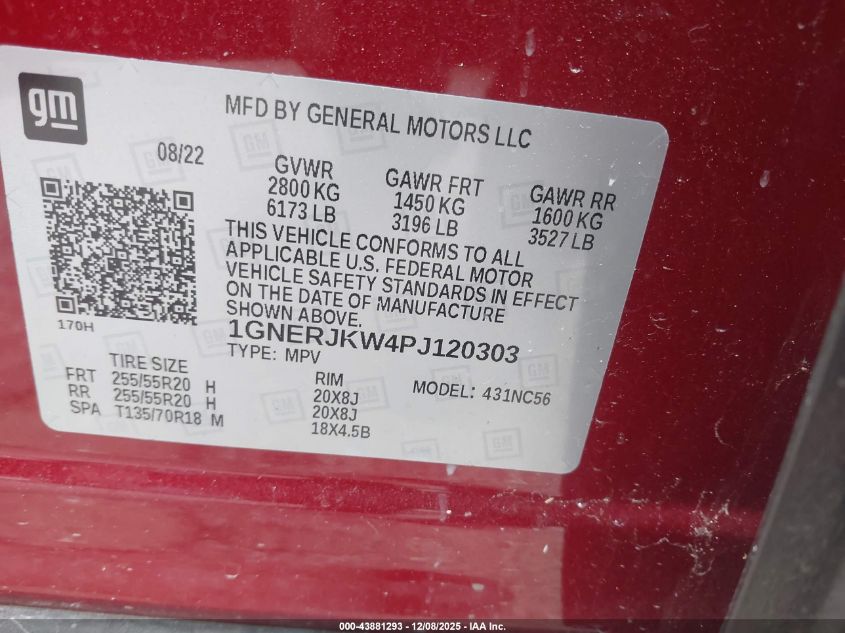 gm
MFD BY GENERAL MOTORS LLC
08/22
GVWR
2800 KG
6173 LB
GAWR FRT
1450 KG
3196 LB
GAWR RR
1600 KG
3527 LB
THIS VEHICLE CONFORMS TO ALL
APPLICABLE U.S. FEDERAL MOTOR
VEHICLE SAFETY STANDARDS IN EFFECT
ON THE DATE OF MANUFACTURE
SHOWN ABOVE.
170H
1GNERJKW4PJ120303
TYPE: MPV
TIRE SIZE
RIM
MODEL: 431NC56
FRT 255/55R20 H 20X8J
RR 255/55R20 H 20X8J
SPA T135/70R18 M 18X4.5B
000-43881293 - 12/08/2025 - IAA Inc.